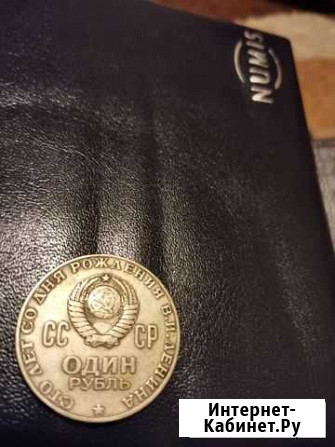 NUMIS
СТО ЛЕТ СО ДНЯ РОЖДЕНИЯ В.И.ЛЕНИНА
СС СР
ОДИН
РУБЛЬ
Интернет-
Кабинет.Ру